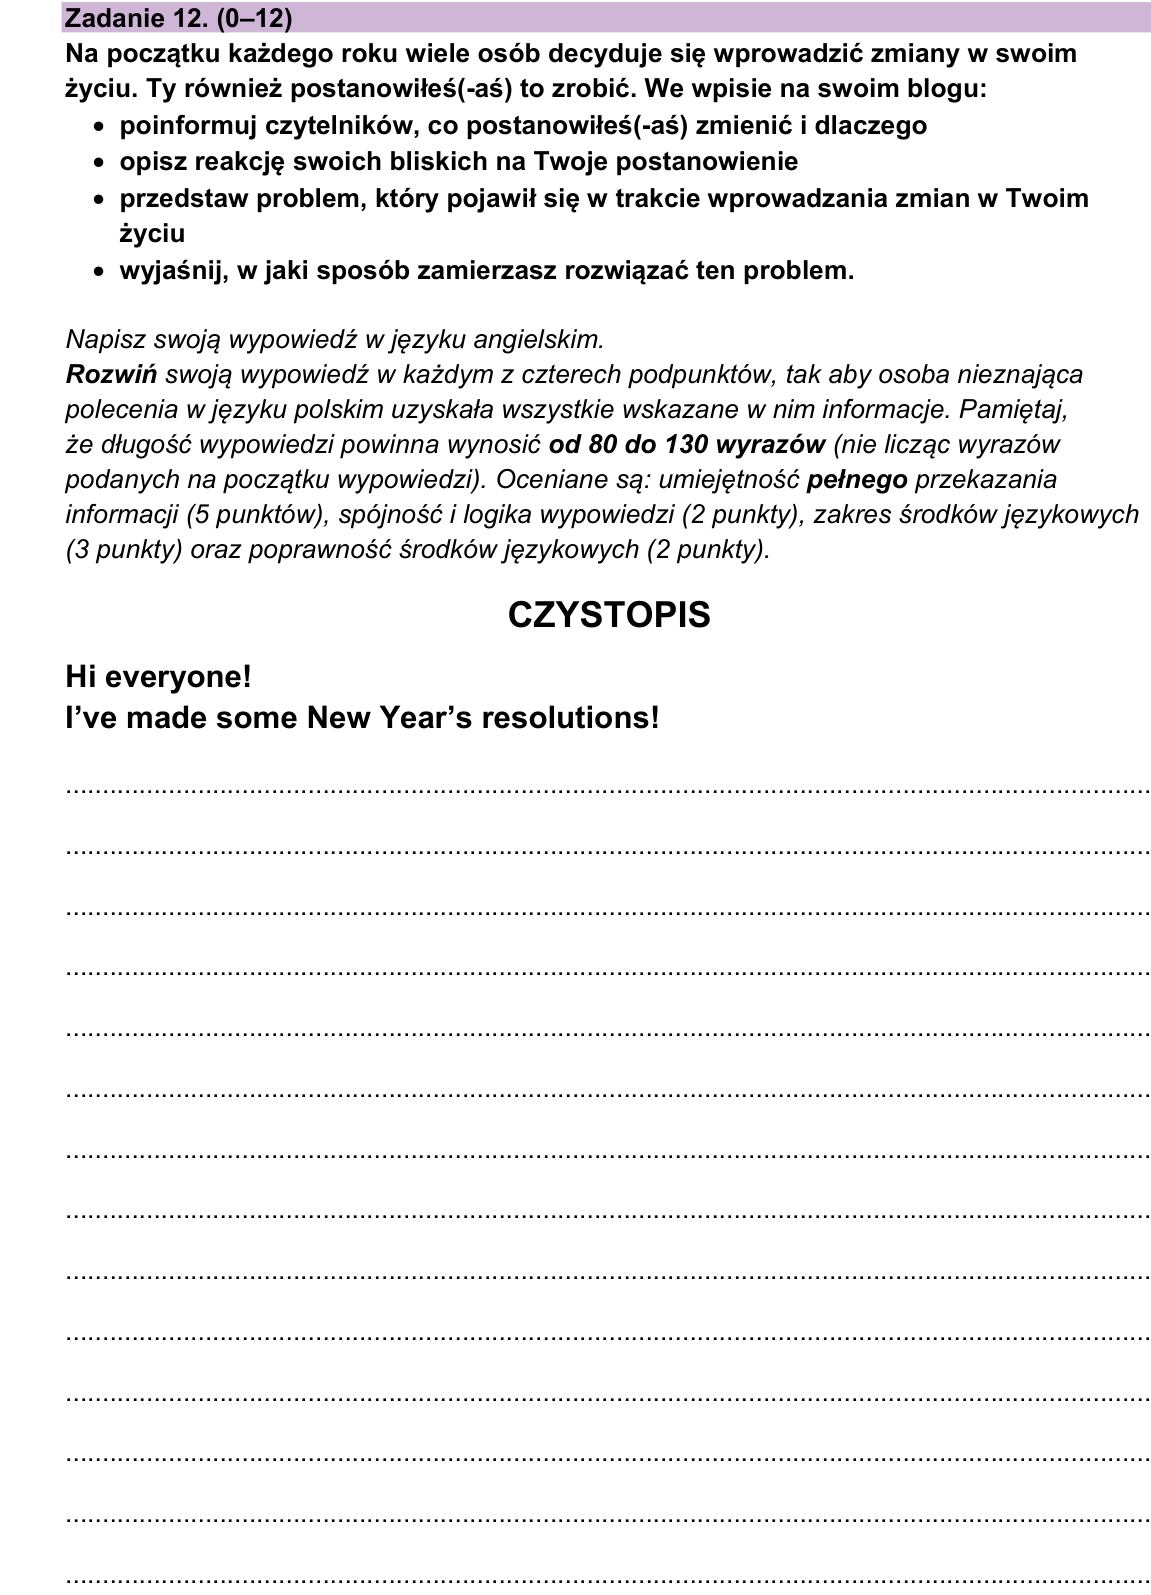 Zadanie 12. (0–12)
Na początku każdego roku wiele osób decyduje się wprowadzić zmiany w swoim
życiu. Ty również postanowiłeś(-aś) to zrobić. We wpisie na swoim blogu:
• poinformuj czytelników, co postanowiłeś(-aś) zmienić i dlaczego
• opisz reakcję swoich bliskich na Twoje postanowienie
• przedstaw problem, który pojawił się w trakcie wprowadzania zmian w Twoim
życiu
• wyjaśnij, w jaki sposób zamierzasz rozwiązać ten problem.
Napisz swoją wypowiedź w języku angielskim.
Rozwiń swoją wypowiedź w każdym z czterech podpunktów, tak aby osoba nieznająca
polecenia w języku polskim uzyskała wszystkie wskazane w nim informacje. Pamiętaj,
że długość wypowiedzi powinna wynosić od 80 do 130 wyrazów (nie licząc wyrazów
podanych na początku wypowiedzi). Oceniane są: umiejętność pełnego przekazania
informacji (5 punktów), spójność i logika wypowiedzi (2 punkty), zakres środków językowych
(3 punkty) oraz poprawność środków językowych (2 punkty).
CZYSTOPIS
Hi everyone!
I’ve made some New Year’s resolutions!